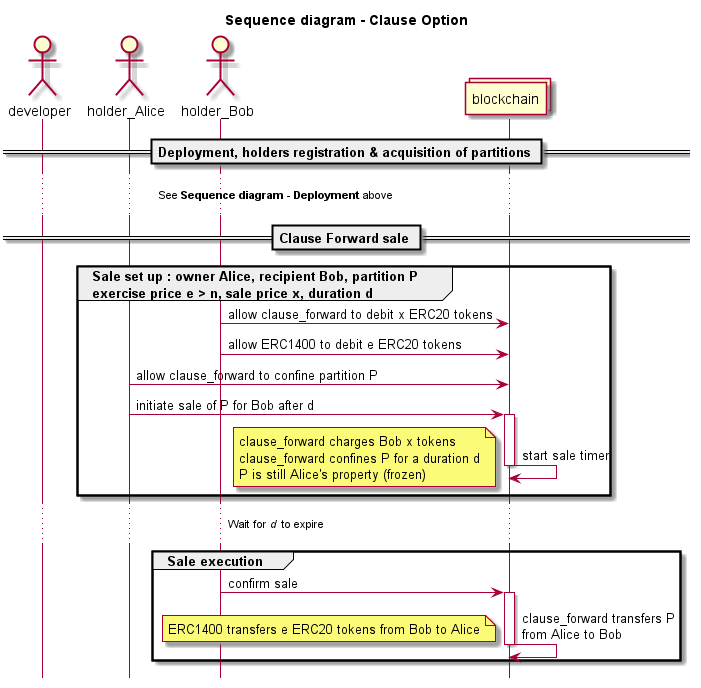 Sequence diagram - Clause Option
developer
holder_Alice
holder_Bob
blockchain
Deployment, holders registration & acquisition of partitions
See Sequence diagram - Deployment above
Clause Forward sale
Sale set up : owner Alice, recipient Bob, partition P
exercise price e > n, sale price x, duration d
allow clause_forward to debit x ERC20 tokens
allow ERC1400 to debit e ERC20 tokens
allow clause_forward to confine partition P
initiate sale of P for Bob after d
clause_forward charges Bob x tokens
clause_forward confines P for a duration d
P is still Alice's property (frozen)
start sale timer
Wait for d to expire
Sale execution
confirm sale
ERC1400 transfers e ERC20 tokens from Bob to Alice
clause_forward transfers P
from Alice to Bob